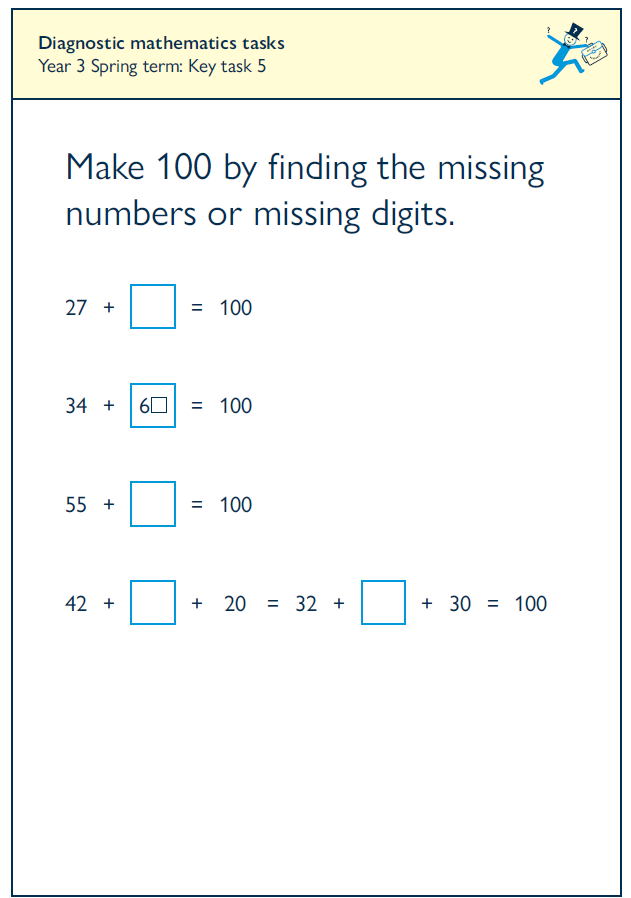 Diagnostic mathematics tasks
Year 3 Spring term: Key task 5
Make 100 by finding the missing
numbers or missing digits.
27 + □ = 100
34 + 6□ = 100
55 + □ = 100
42 + □ + 20 = 32 + □ + 30 = 100